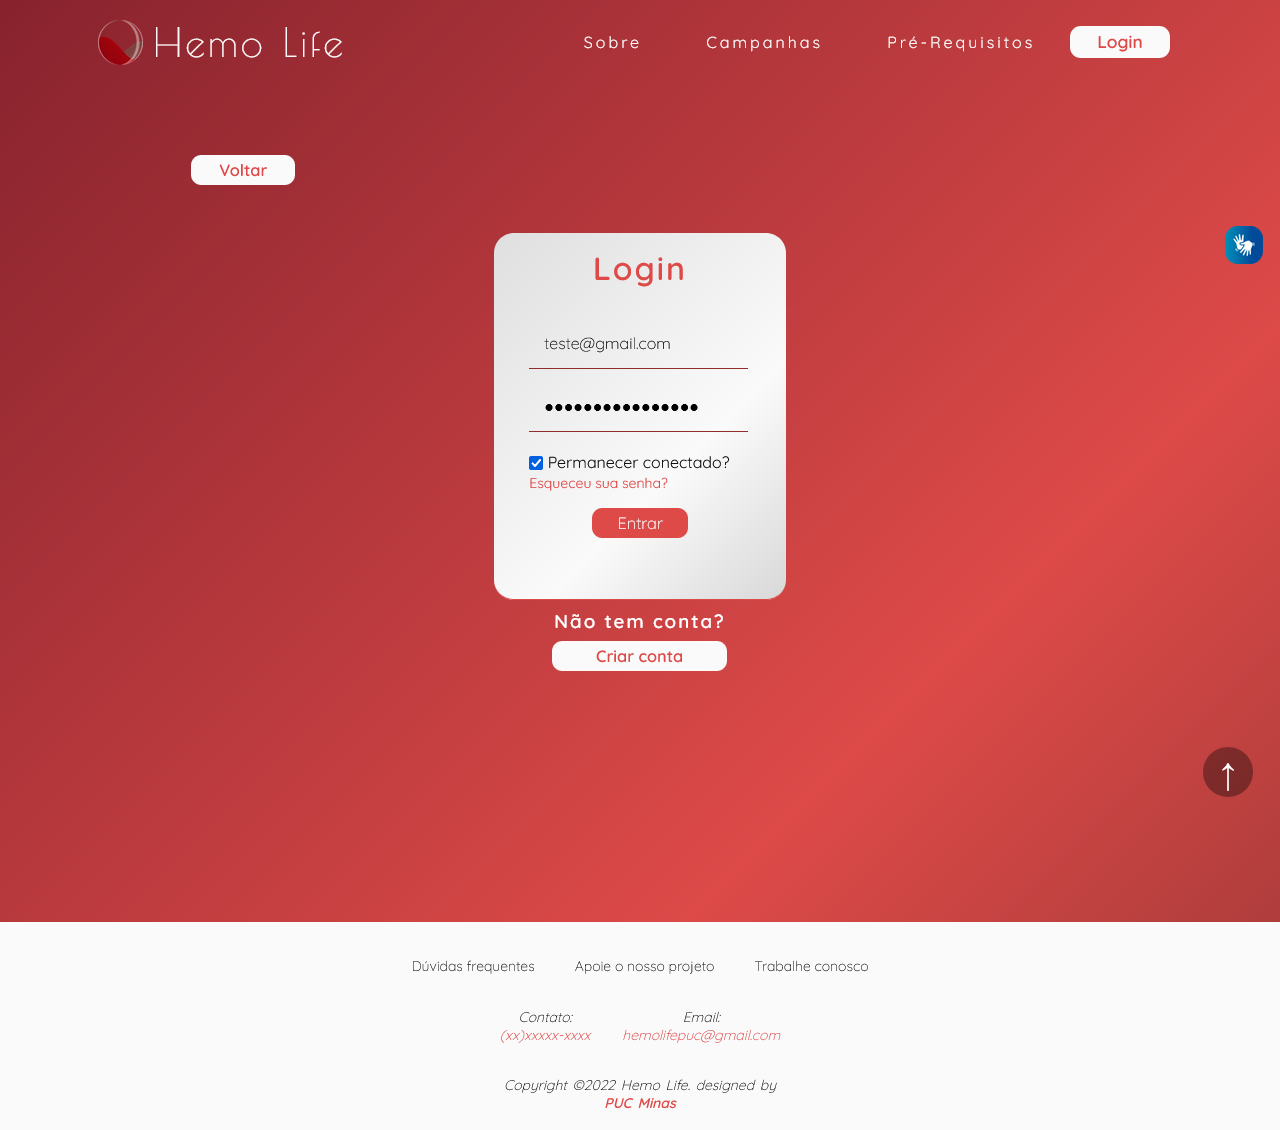 Hemo Life
Sobre
Campanhas
Pré-Requisitos
Login
Voltar
Login
teste@gmail.com
••••••••••••••••
Permanecer conectado?
Esqueceu sua senha?
Entrar
Não tem conta?
Criar conta
↑
Dúvidas frequentes
Apoie o nosso projeto
Trabalhe conosco
Contato:
(xx)xxxxx-xxxx
Email:
hemolifepuc@gmail.com
Copyright ©2022 Hemo Life. designed by
PUC Minas